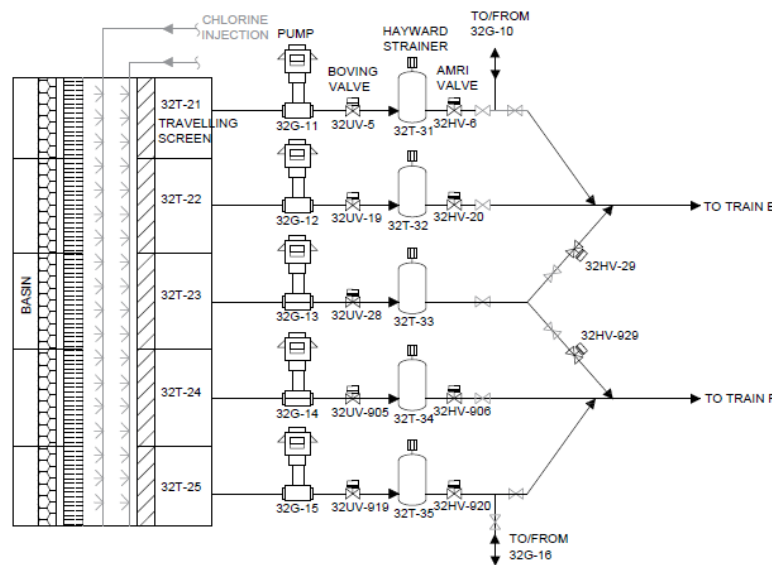 CHLORINE
INJECTION
PUMP
HAYWARD
STRAINER
TO/FROM
32G-10
BOVING
VALVE
AMRI
VALVE
32T-21
TRAVELLING
SCREEN
32G-11
32UV-5
32T-31
32HV-6
32T-22
32G-12
32UV-19
32T-32
32HV-20
TO TRAIN E
BASIN
32HV-29
32T-23
32G-13
32UV-28
32T-33
32HV-929
32T-24
32G-14
32UV-905
32T-34
32HV-906
TO TRAIN F
32T-25
32G-15
32UV-919
32T-35
32HV-920
TO/FROM
32G-16